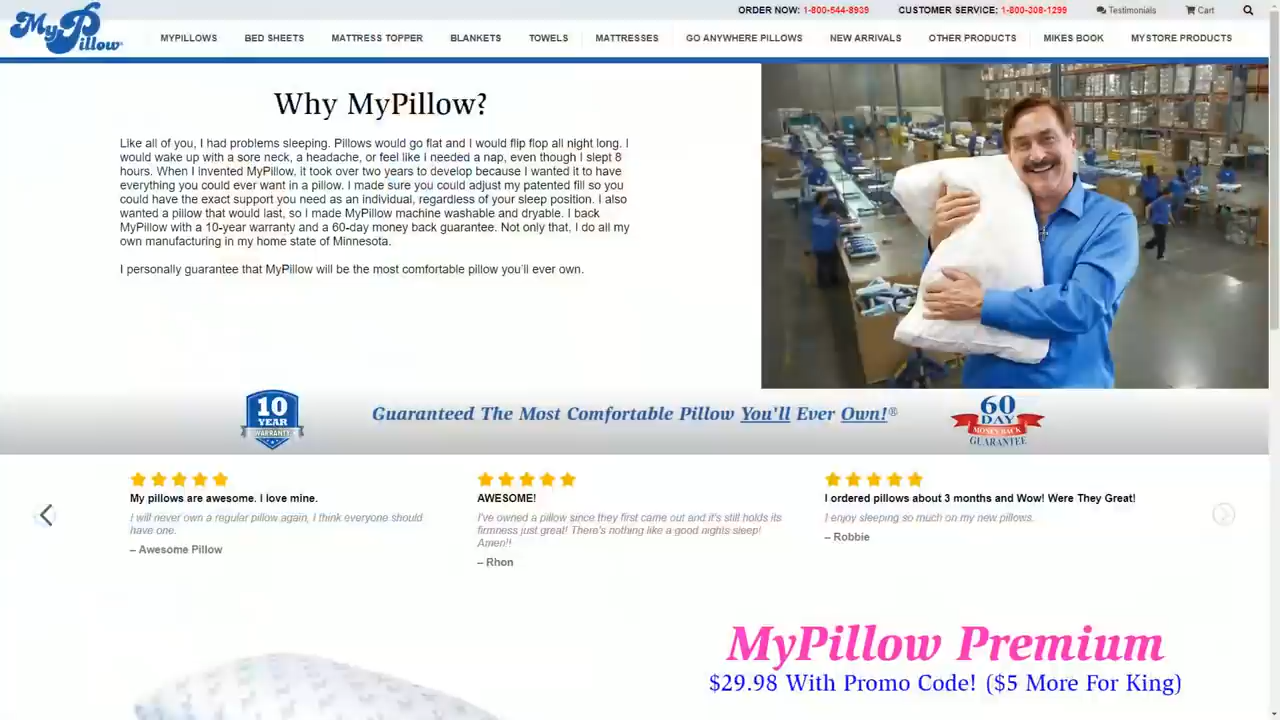 ORDER NOW: 1-800-544-8939
CUSTOMER SERVICE: 1-800-308-1299
Testimonials
Cart
MyPillow
MYPILLOWS
BED SHEETS
MATTRESS TOPPER
BLANKETS
TOWELS
MATTRESSES
GO ANYWHERE PILLOWS
NEW ARRIVALS
OTHER PRODUCTS
MIKES BOOK
MYSTORE PRODUCTS
Why MyPillow?
Like all of you, I had problems sleeping. Pillows would go flat and I would flip flop all night long. I
would wake up with a sore neck, a headache, or feel like I needed a nap, even though I slept 8
hours. When I invented MyPillow, it took over two years to develop because I wanted it to have
everything you could ever want in a pillow. I made sure you could adjust my patented fill so you
could have the exact support you need as an individual, regardless of your sleep position. I also
wanted a pillow that would last, so I made MyPillow machine washable and dryable. I back
MyPillow with a 10-year warranty and a 60-day money back guarantee. Not only that, I do all my
own manufacturing in my home state of Minnesota.
I personally guarantee that MyPillow will be the most comfortable pillow you'll ever own.
10
YEAR
WARRANTY
Guaranteed The Most Comfortable Pillow You'll Ever Own!®
60
DAY
MONEY BACK
GUARANTEE
My pillows are awesome. I love mine.
I will never own a regular pillow again, I think everyone should
have one.
– Awesome Pillow
AWESOME!
I've owned a pillow since they first came out and it's still holds its
firmness just great! There's nothing like a good nights sleep!
Amen!!
– Rhon
I ordered pillows about 3 months and Wow! Were They Great!
I enjoy sleeping so much on my new pillows.
– Robbie
MyPillow Premium
$29.98 With Promo Code! ($5 More For King)